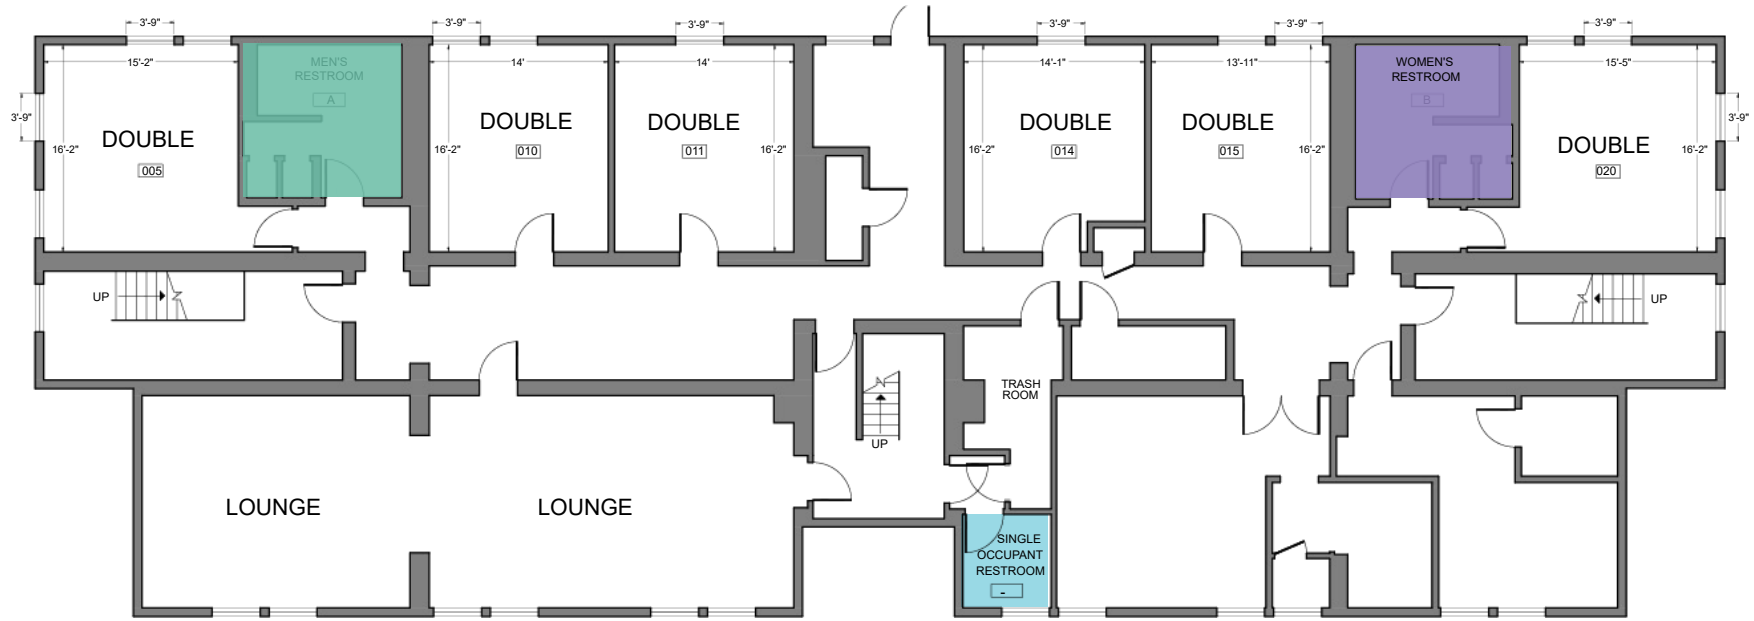 3'-9"
3'-9"
3'-9"
3'-9"
3'-9"
3'-9"
15'-2"
MEN'S
RESTROOM
A
14'
14'
14'-1"
13'-11"
WOMEN'S
RESTROOM
B
15'-5"
3'-9"
DOUBLE
005
16'-2"
DOUBLE
010
16'-2"
DOUBLE
011
16'-2"
DOUBLE
014
16'-2"
DOUBLE
015
16'-2"
DOUBLE
020
16'-2"
3'-9"
UP
UP
TRASH
ROOM
UP
LOUNGE
LOUNGE
SINGLE
OCCUPANT
RESTROOM
-